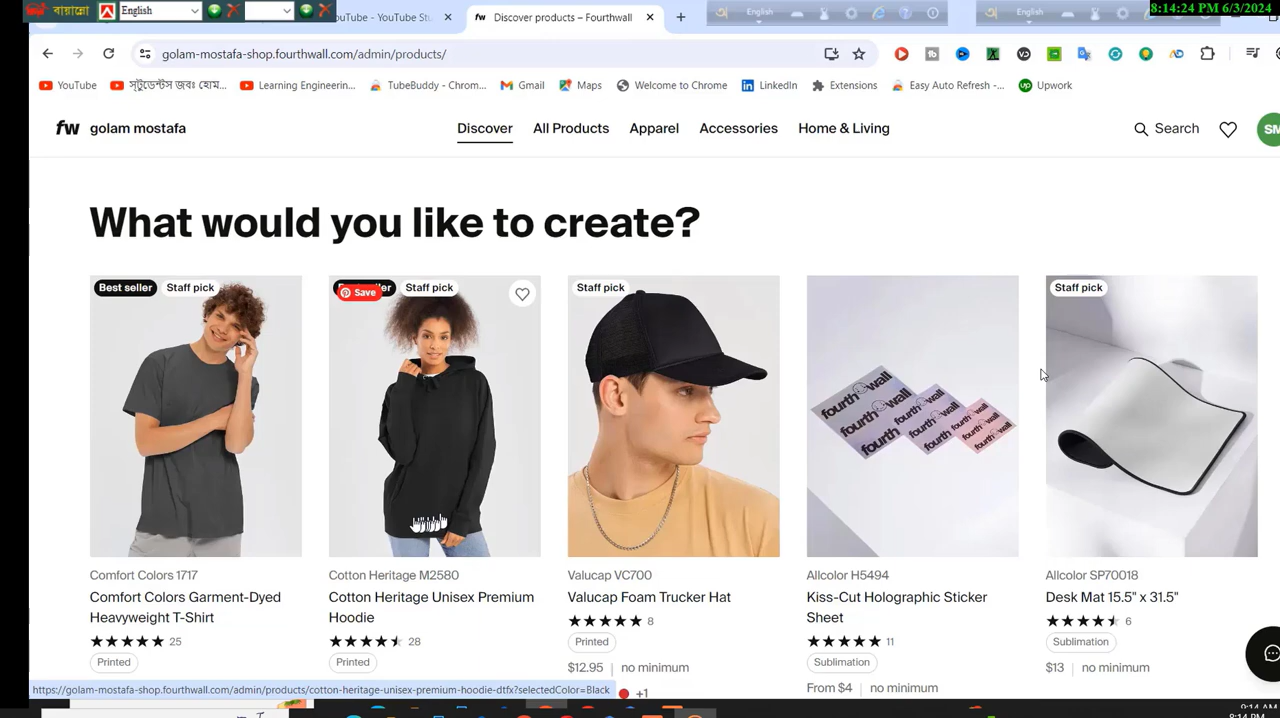 বায়ান্নো English
YouTube - YouTube St
Discover products – Fourthwall
English
English
8:14:24 PM 6/3/2024
golam-mostafa-shop.fourthwall.com/admin/products/
YouTube
স্টুডেন্টস জবঃ হোম...
Learning Engineerin...
TubeBuddy - Chrom...
Gmail
Maps
Welcome to Chrome
LinkedIn
Extensions
Easy Auto Refresh -...
Upwork
fw golam mostafa
Discover
All Products
Apparel
Accessories
Home & Living
Search
SM
What would you like to create?
Best seller
Staff pick
Save
Staff pick
Staff pick
Staff pick
fourthwall
fourthwall
fourth
Comfort Colors 1717
Comfort Colors Garment-Dyed
Heavyweight T-Shirt
25
Printed
Cotton Heritage M2580
Cotton Heritage Unisex Premium
Hoodie
28
Printed
Valucap VC700
Valucap Foam Trucker Hat
8
Printed
$12.95 | no minimum
+1
Allcolor H5494
Kiss-Cut Holographic Sticker
Sheet
11
Sublimation
From $4 | no minimum
Allcolor SP70018
Desk Mat 15.5" x 31.5"
6
Sublimation
$13 | no minimum
https://golam-mostafa-shop.fourthwall.com/admin/products/cotton-heritage-unisex-premium-hoodie-dtfx?selectedColor=Black